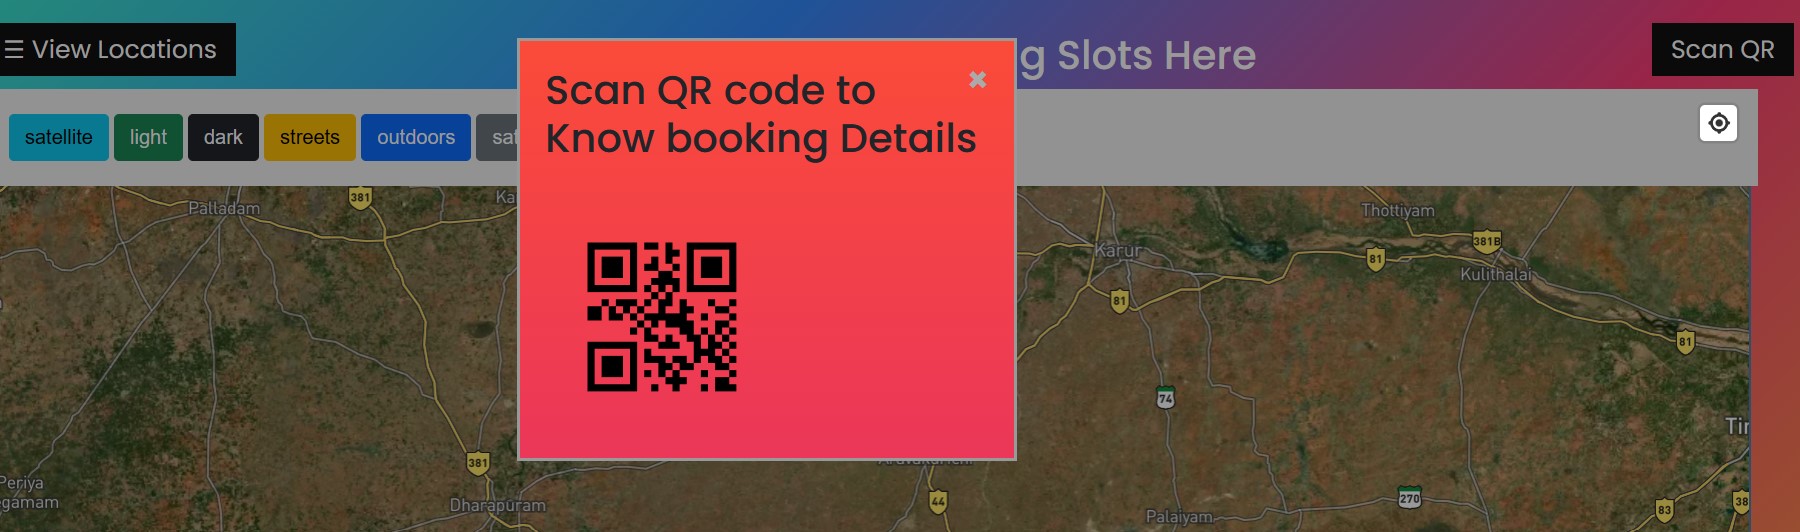 ☰ View Locations
g Slots Here
Scan QR
Scan QR code to
Know booking Details
✖
satellite
light
dark
streets
outdoors
sat
381
Palladam
Ka
Thottiyam
381B
Karur
81
Kulithalai
81
81
74
Tir
381
Periya
egamam
Dharapuram
44
270
Palaiyam
83
38